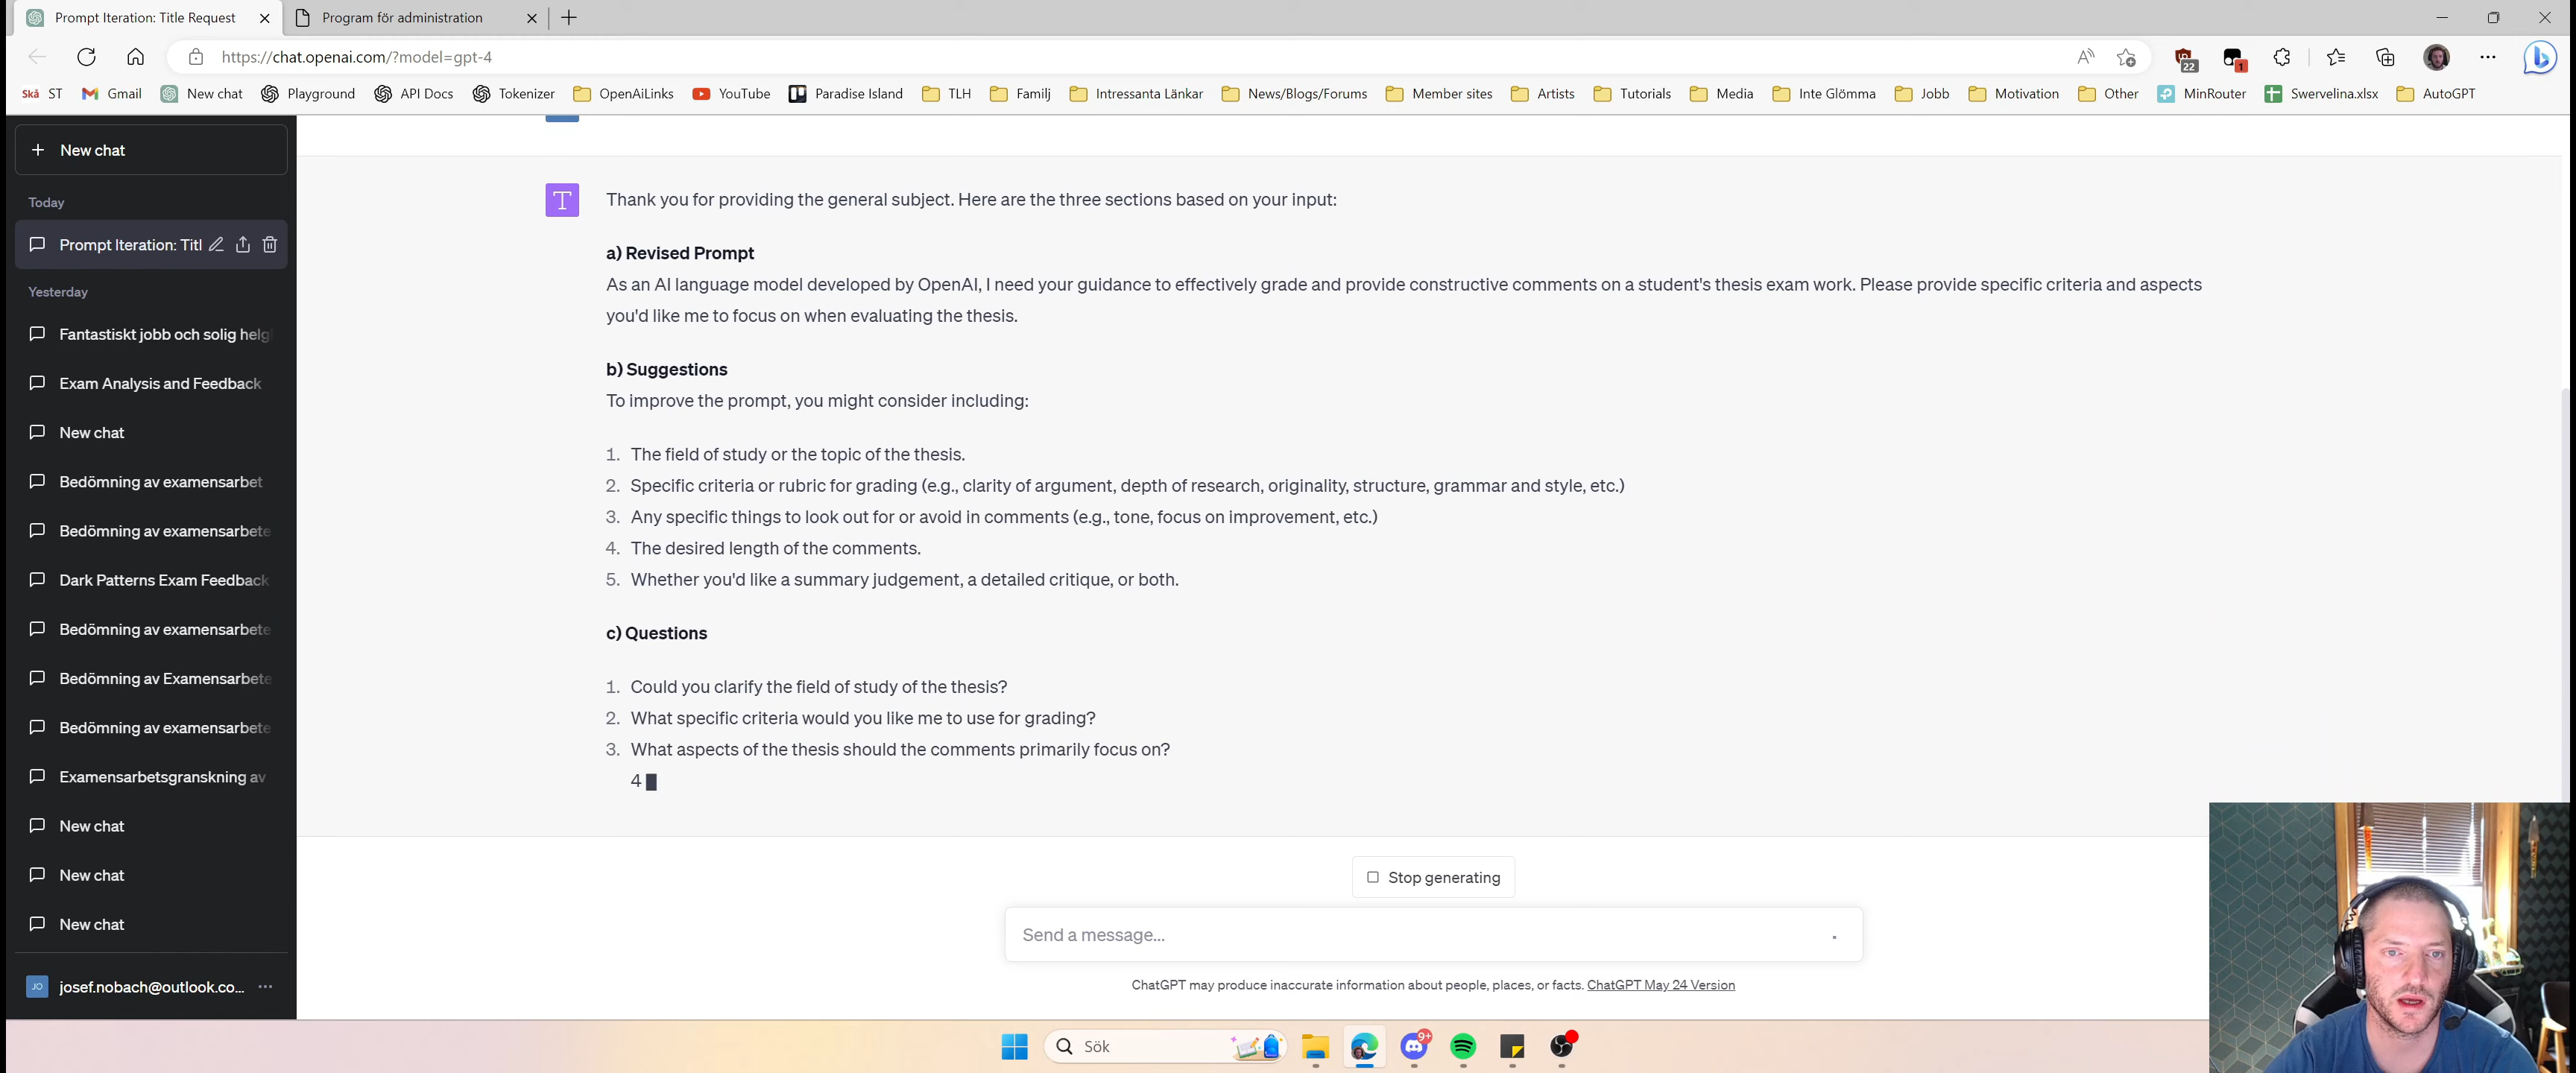 Prompt Iteration: Title Request
Program för administration
https://chat.openai.com/?model=gpt-4
22
1
Skå ST
Gmail
New chat
Playground
API Docs
Tokenizer
OpenAiLinks
YouTube
Paradise Island
TLH
Familj
Intressanta Länkar
News/Blogs/Forums
Member sites
Artists
Tutorials
Media
Inte Glömma
Jobb
Motivation
Other
MinRouter
Swervelina.xlsx
AutoGPT
+ New chat
Today
Prompt Iteration: Titl
Yesterday
Fantastiskt jobb och solig helg
Exam Analysis and Feedback
New chat
Bedömning av examensarbet
Bedömning av examensarbete
Dark Patterns Exam Feedback
Bedömning av examensarbete
Bedömning av Examensarbete
Bedömning av examensarbete
Examensarbetsgranskning av
New chat
New chat
New chat
JO josef.nobach@outlook.co...
T
Thank you for providing the general subject. Here are the three sections based on your input:
a) Revised Prompt
As an AI language model developed by OpenAI, I need your guidance to effectively grade and provide constructive comments on a student's thesis exam work. Please provide specific criteria and aspects
you'd like me to focus on when evaluating the thesis.
b) Suggestions
To improve the prompt, you might consider including:
1. The field of study or the topic of the thesis.
2. Specific criteria or rubric for grading (e.g., clarity of argument, depth of research, originality, structure, grammar and style, etc.)
3. Any specific things to look out for or avoid in comments (e.g., tone, focus on improvement, etc.)
4. The desired length of the comments.
5. Whether you'd like a summary judgement, a detailed critique, or both.
c) Questions
1. Could you clarify the field of study of the thesis?
2. What specific criteria would you like me to use for grading?
3. What aspects of the thesis should the comments primarily focus on?
4
Stop generating
Send a message...
ChatGPT may produce inaccurate information about people, places, or facts. ChatGPT May 24 Version
Sök
9+